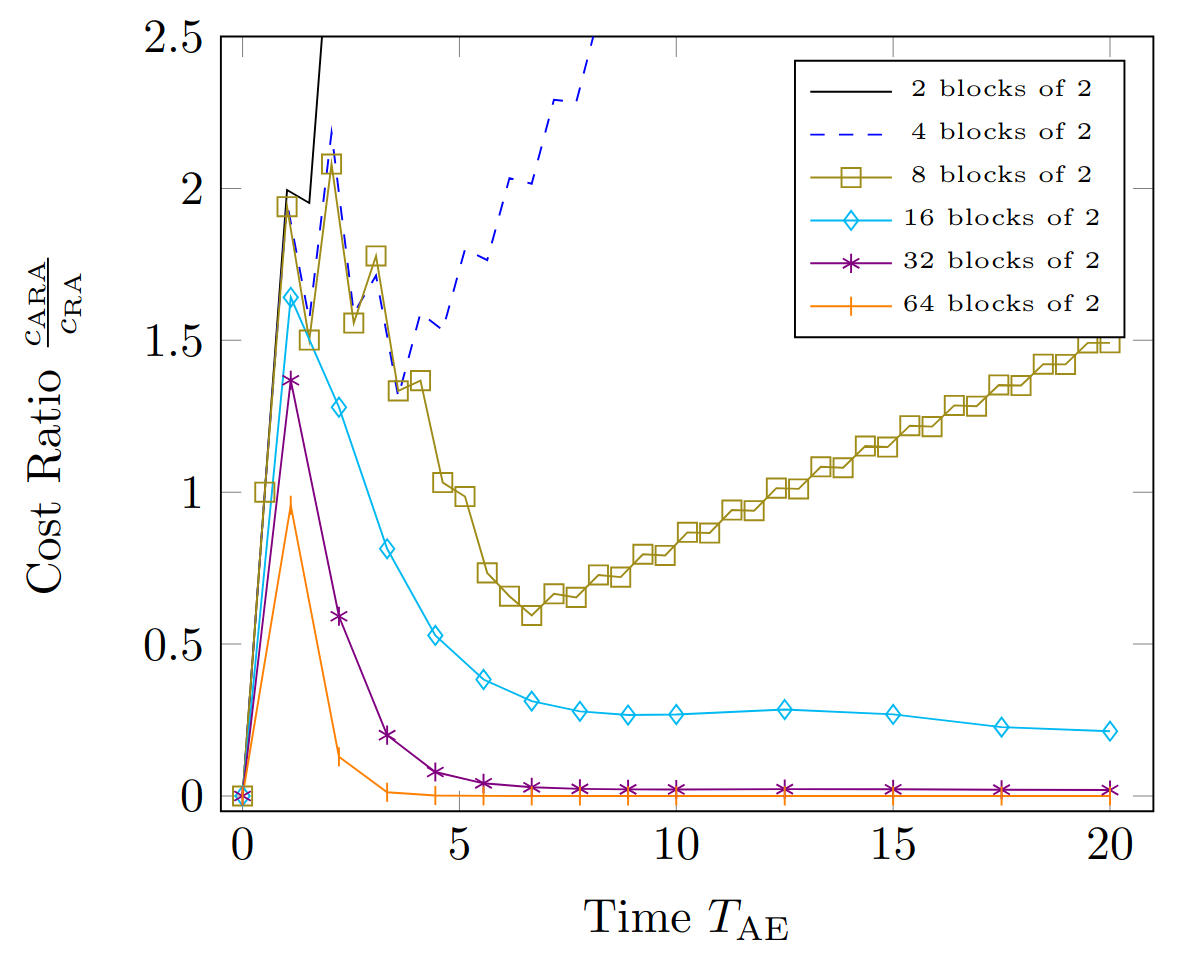 2.5
2
1.5
1
0.5
0
Cost Ratio c_ARA / c_RA
0 5 10 15 20
Time T_AE
2 blocks of 2
4 blocks of 2
8 blocks of 2
16 blocks of 2
32 blocks of 2
64 blocks of 2